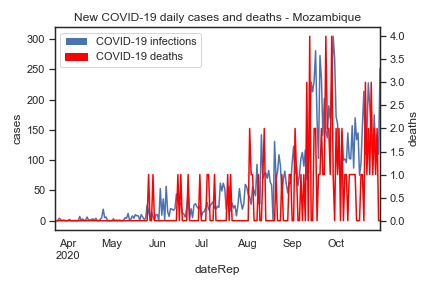 New COVID-19 daily cases and deaths - Mozambique
COVID-19 infections
COVID-19 deaths
300
250
200
150
100
50
0
cases
4.0
3.5
3.0
2.5
2.0
1.5
1.0
0.5
0.0
deaths
Apr May Jun Jul Aug Sep Oct
2020
dateRep